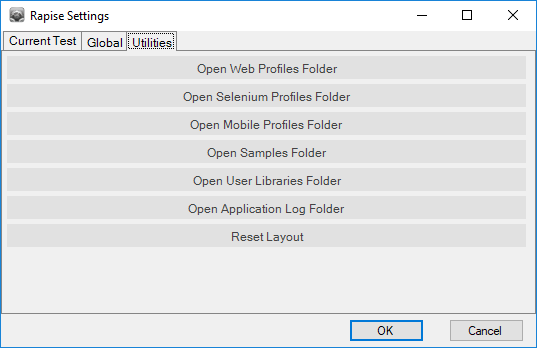 Rapise Settings
Current Test
Global
Utilities
Open Web Profiles Folder
Open Selenium Profiles Folder
Open Mobile Profiles Folder
Open Samples Folder
Open User Libraries Folder
Open Application Log Folder
Reset Layout
OK
Cancel